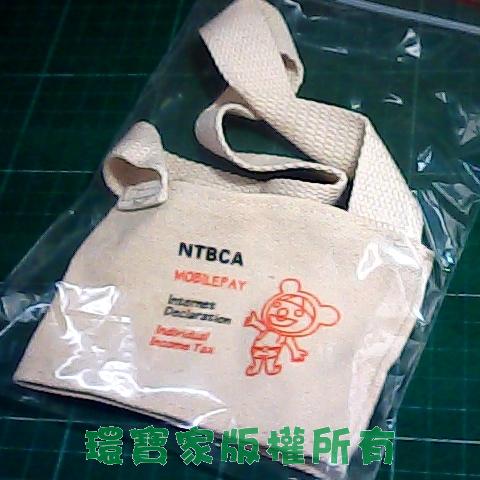 NTBCA
MOBILEPAY
Internet
Declaration
Individual
Income Tax
環寶家版權所有